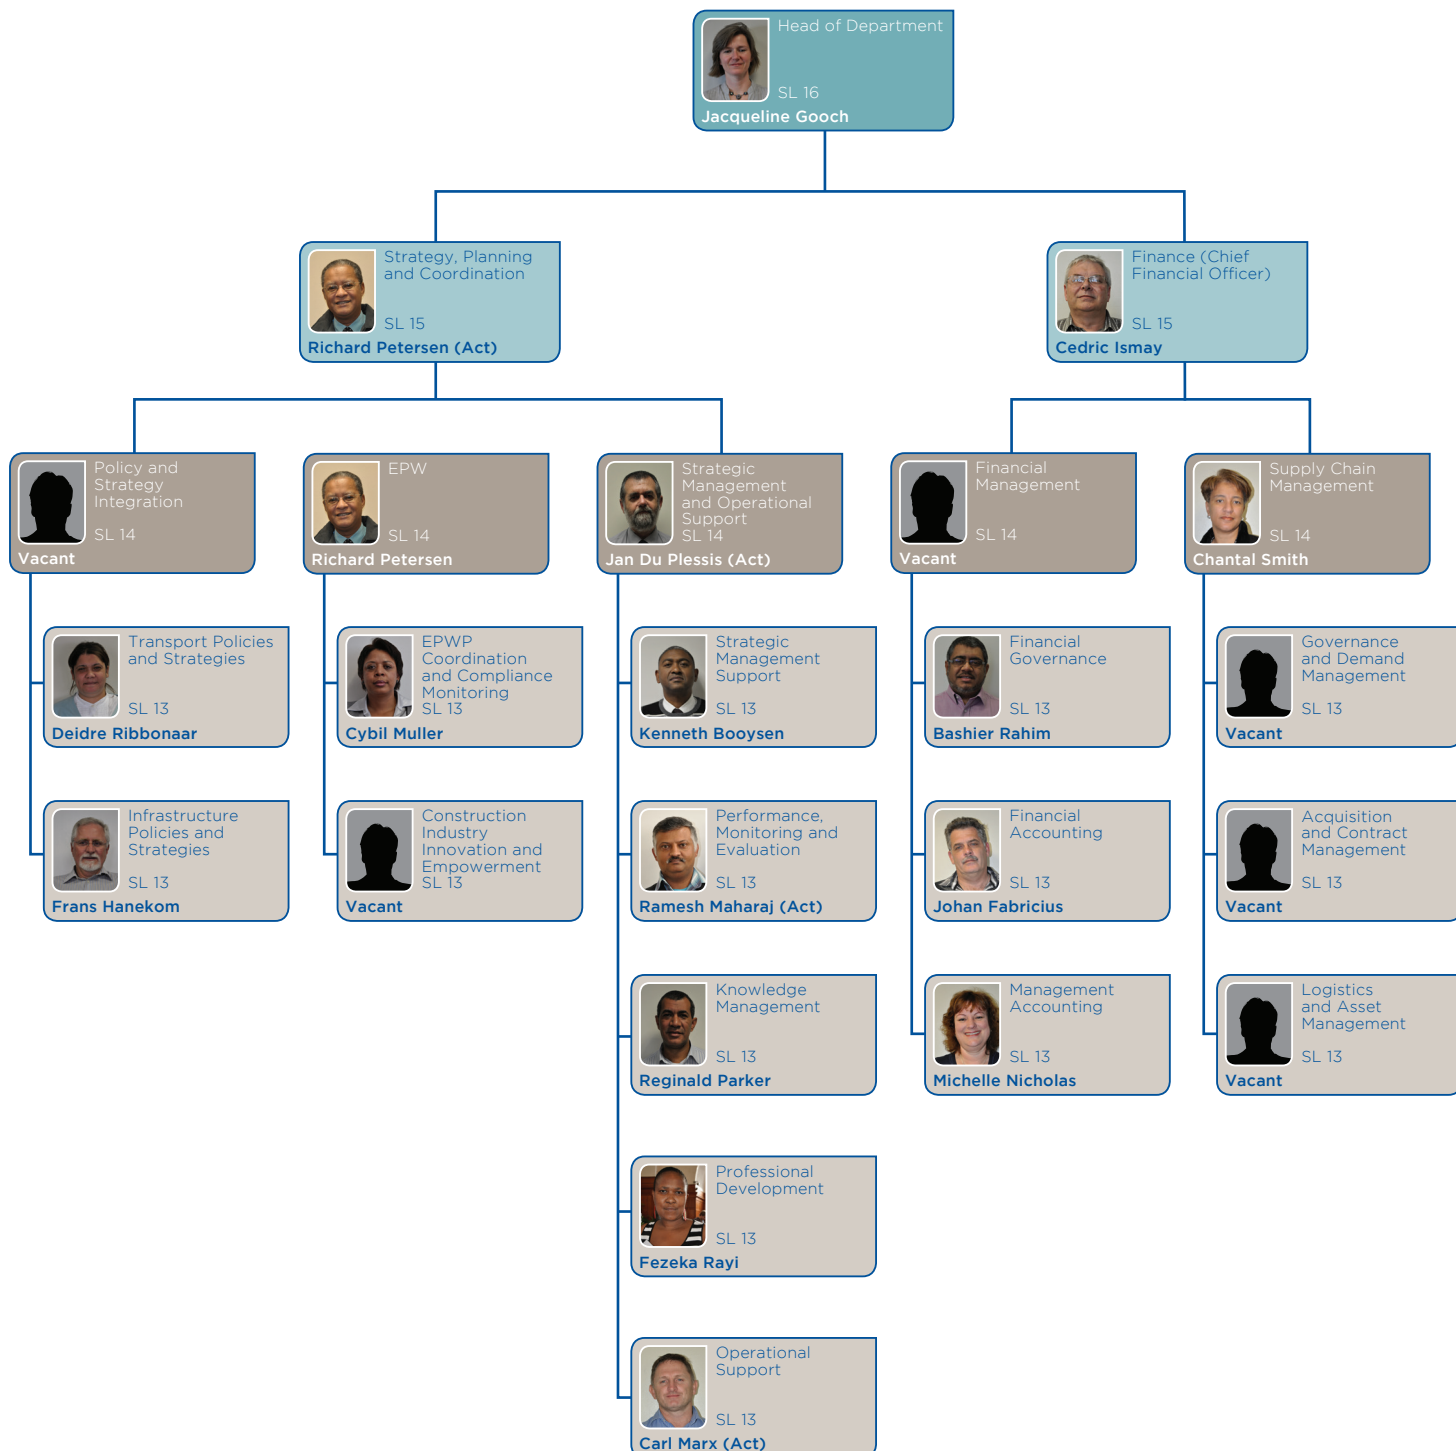 Head of Department
SL 16
Jacqueline Gooch
Strategy, Planning
and Coordination
SL 15
Richard Petersen (Act)
Finance (Chief
Financial Officer)
SL 15
Cedric Ismay
Policy and
Strategy
Integration
SL 14
Vacant
EPW
SL 14
Richard Petersen
Strategic
Management
and Operational
Support
SL 14
Jan Du Plessis (Act)
Financial
Management
SL 14
Vacant
Supply Chain
Management
SL 14
Chantal Smith
Transport Policies
and Strategies
SL 13
Deidre Ribbonaar
EPWP
Coordination
and Compliance
Monitoring
SL 13
Cybil Muller
Strategic
Management
Support
SL 13
Kenneth Booysen
Financial
Governance
SL 13
Bashier Rahim
Governance
and Demand
Management
SL 13
Vacant
Infrastructure
Policies and
Strategies
SL 13
Frans Hanekom
Construction
Industry
Innovation and
Empowerment
SL 13
Vacant
Performance,
Monitoring and
Evaluation
SL 13
Ramesh Maharaj (Act)
Financial
Accounting
SL 13
Johan Fabricius
Acquisition
and Contract
Management
SL 13
Vacant
Knowledge
Management
SL 13
Reginald Parker
Management
Accounting
SL 13
Michelle Nicholas
Logistics
and Asset
Management
SL 13
Vacant
Professional
Development
SL 13
Fezeka Rayi
Operational
Support
SL 13
Carl Marx (Act)